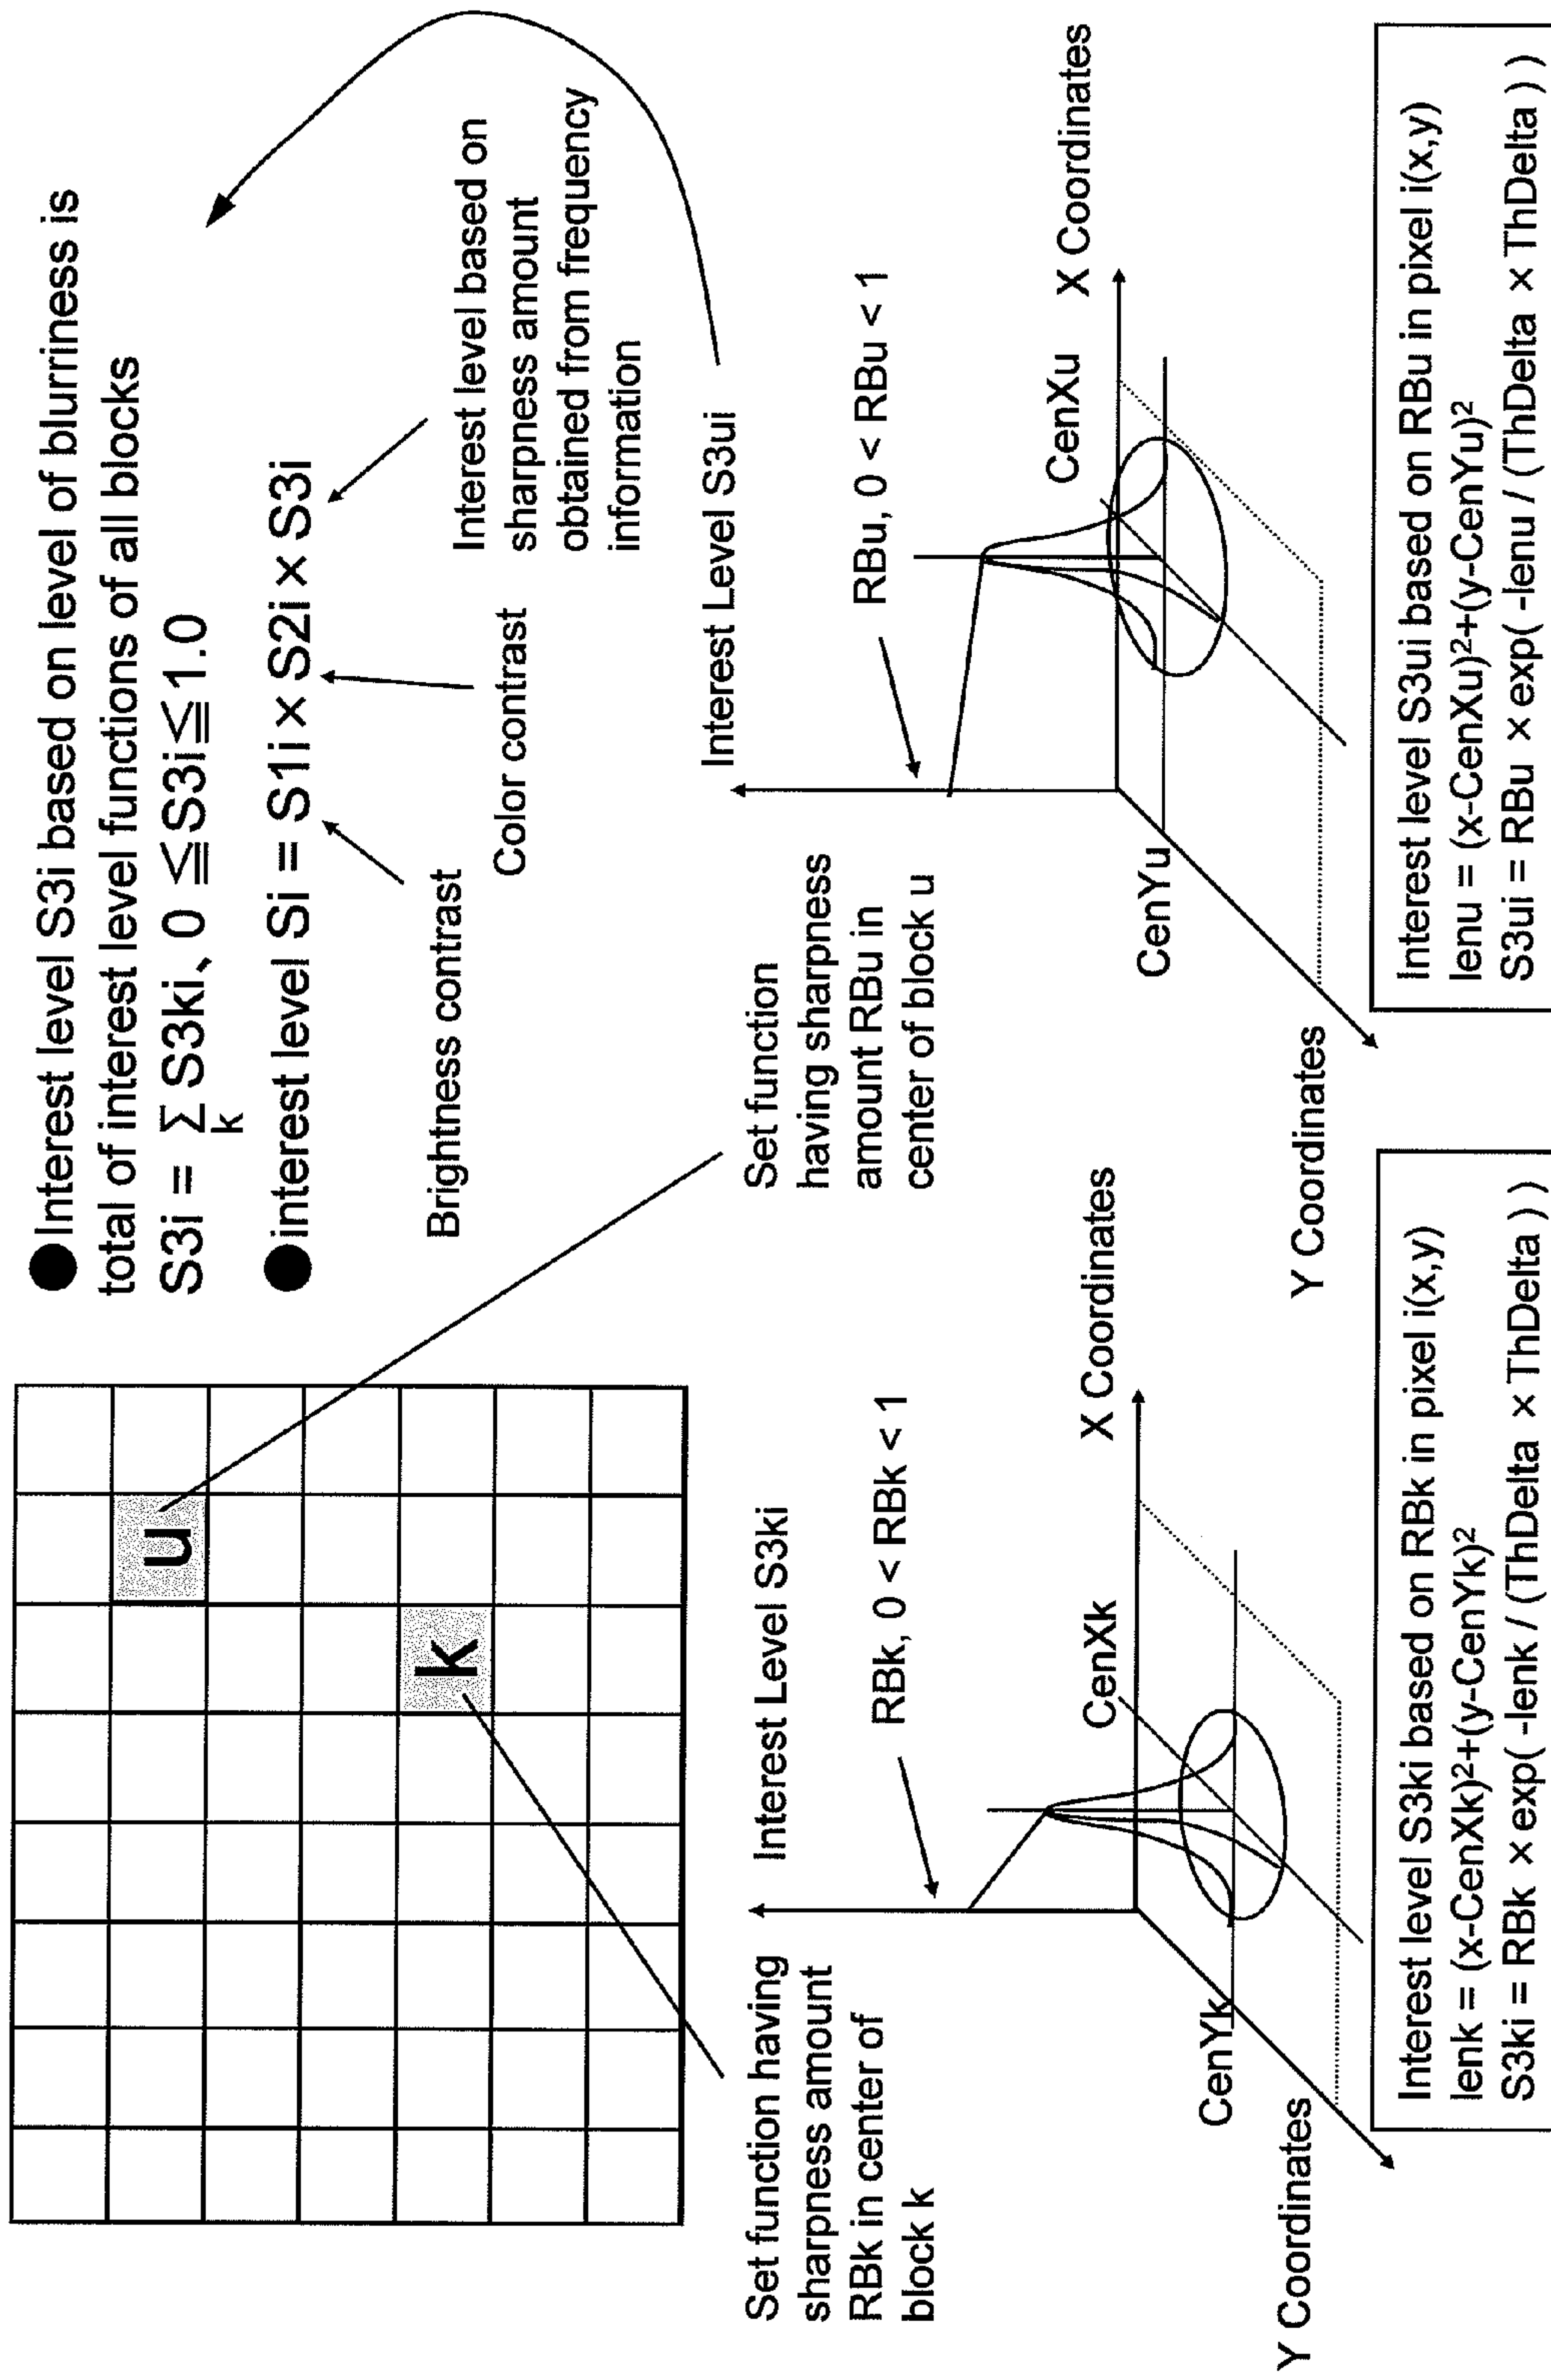 u
k
● Interest level S3i based on level of blurriness is
total of interest level functions of all blocks
S3i = Σ S3ki、0 ≦S3i≦1.0
k
● interest level Si = S1i×S2i×S3i
Brightness contrast
Color contrast
Interest level based on
sharpness amount
obtained from frequency
information
Set function having
sharpness amount
RBk in center of
block k
Interest Level S3ki
RBk, 0 < RBk < 1
CenXk
X Coordinates
CenYk
Y Coordinates
Interest level S3ki based on RBk in pixel i(x,y)
lenk = (x-CenXk)²+(y-CenYk)²
S3ki = RBk × exp( -lenk / (ThDelta × ThDelta ) )
Set function
having sharpness
amount RBu in
center of block u
Interest Level S3ui
RBu, 0 < RBu < 1
CenXu
X Coordinates
CenYu
Y Coordinates
Interest level S3ui based on RBu in pixel i(x,y)
lenu = (x-CenXu)²+(y-CenYu)²
S3ui = RBu × exp( -lenu / (ThDelta × ThDelta ) )